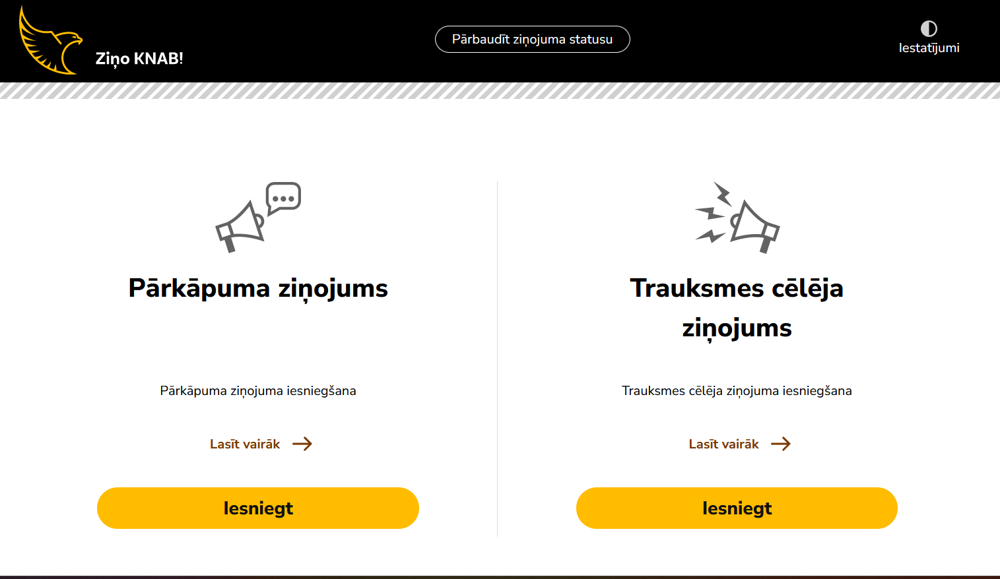 Ziņo KNAB!
Pārbaudīt ziņojuma statusu
Iestatījumi
Pārkāpuma ziņojums
Pārkāpuma ziņojuma iesniegšana
Lasīt vairāk
Iesniegt
Trauksmes cēlēja
ziņojums
Trauksmes cēlēja ziņojuma iesniegšana
Lasīt vairāk
Iesniegt